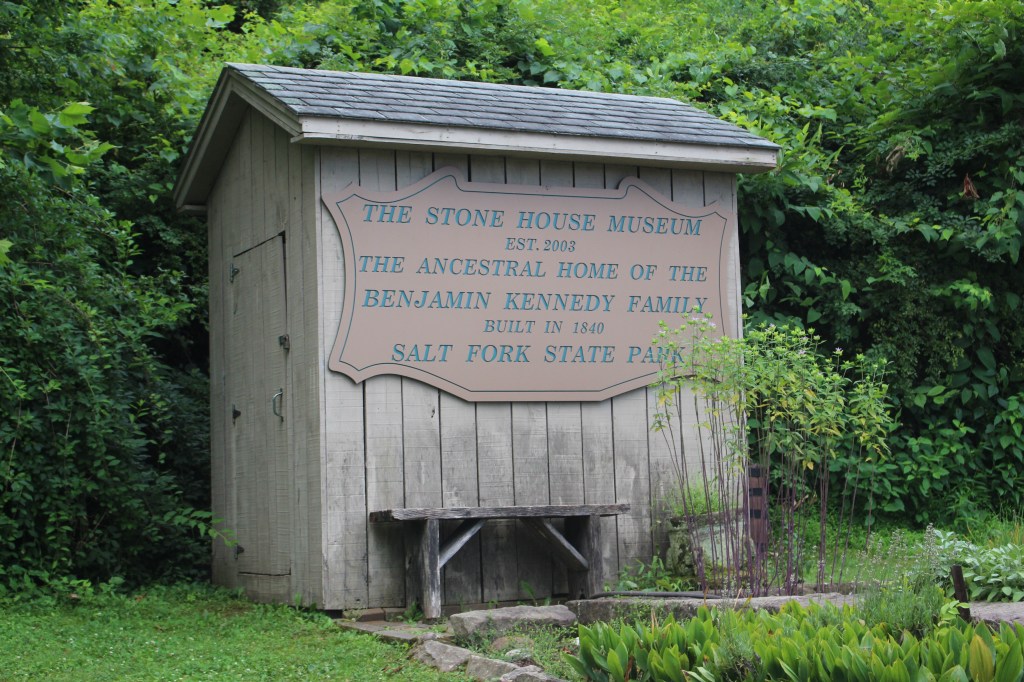 THE STONE HOUSE MUSEUM
EST. 2003
THE ANCESTRAL HOME OF THE
BENJAMIN KENNEDY FAMILY
BUILT IN 1840
SALT FORK STATE PARK